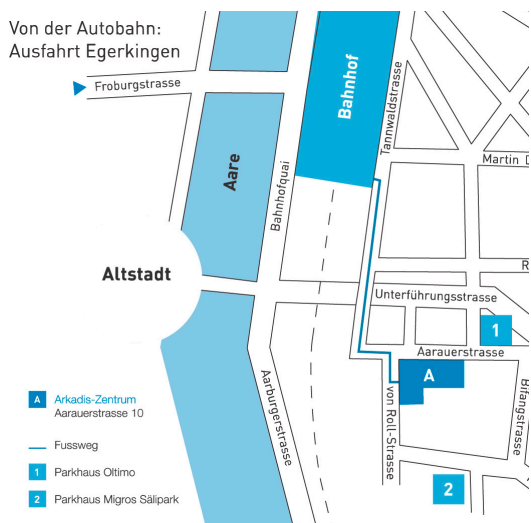 Von der Autobahn:
Ausfahrt Egerkingen
Froburgstrasse
Bahnhof
Tannwaldstrasse
Martin D
Aare
Bahnhofquai
Altstadt
R
Unterführungsstrasse
1
Aarauerstrasse
A
Aarburgerstrasse
von Roll-Strasse
Bifangstrasse
A Arkadis-Zentrum
Aarauerstrasse 10
Fussweg
1 Parkhaus Oltimo
2 Parkhaus Migros Sälipark
2